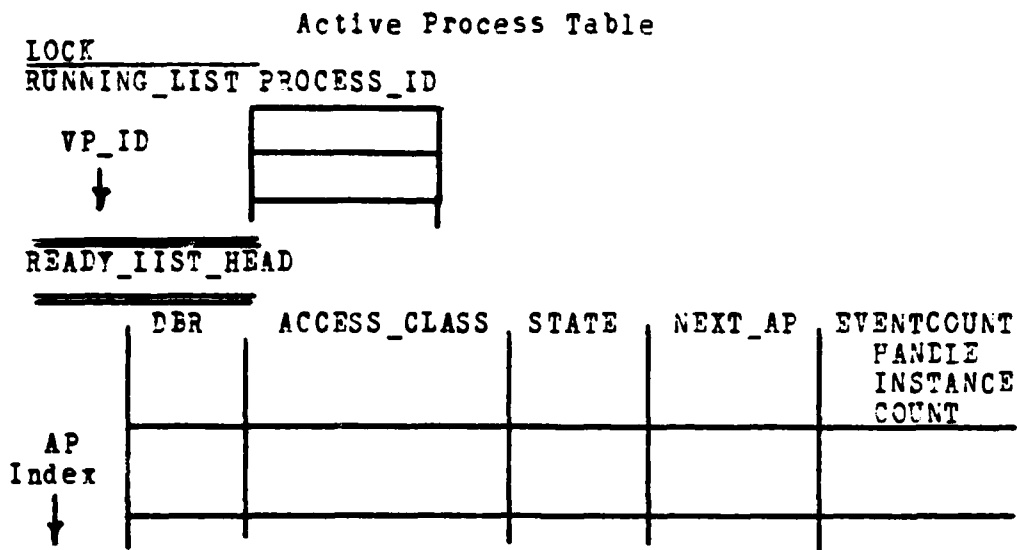 Active Process Table
LOCK
RUNNING_LIST PROCESS_ID
VP_ID
READY_LIST_HEAD
DBR ACCESS_CLASS STATE NEXT_AP EVENTCOUNT
HANDLE
INSTANCE
COUNT
AP
Index